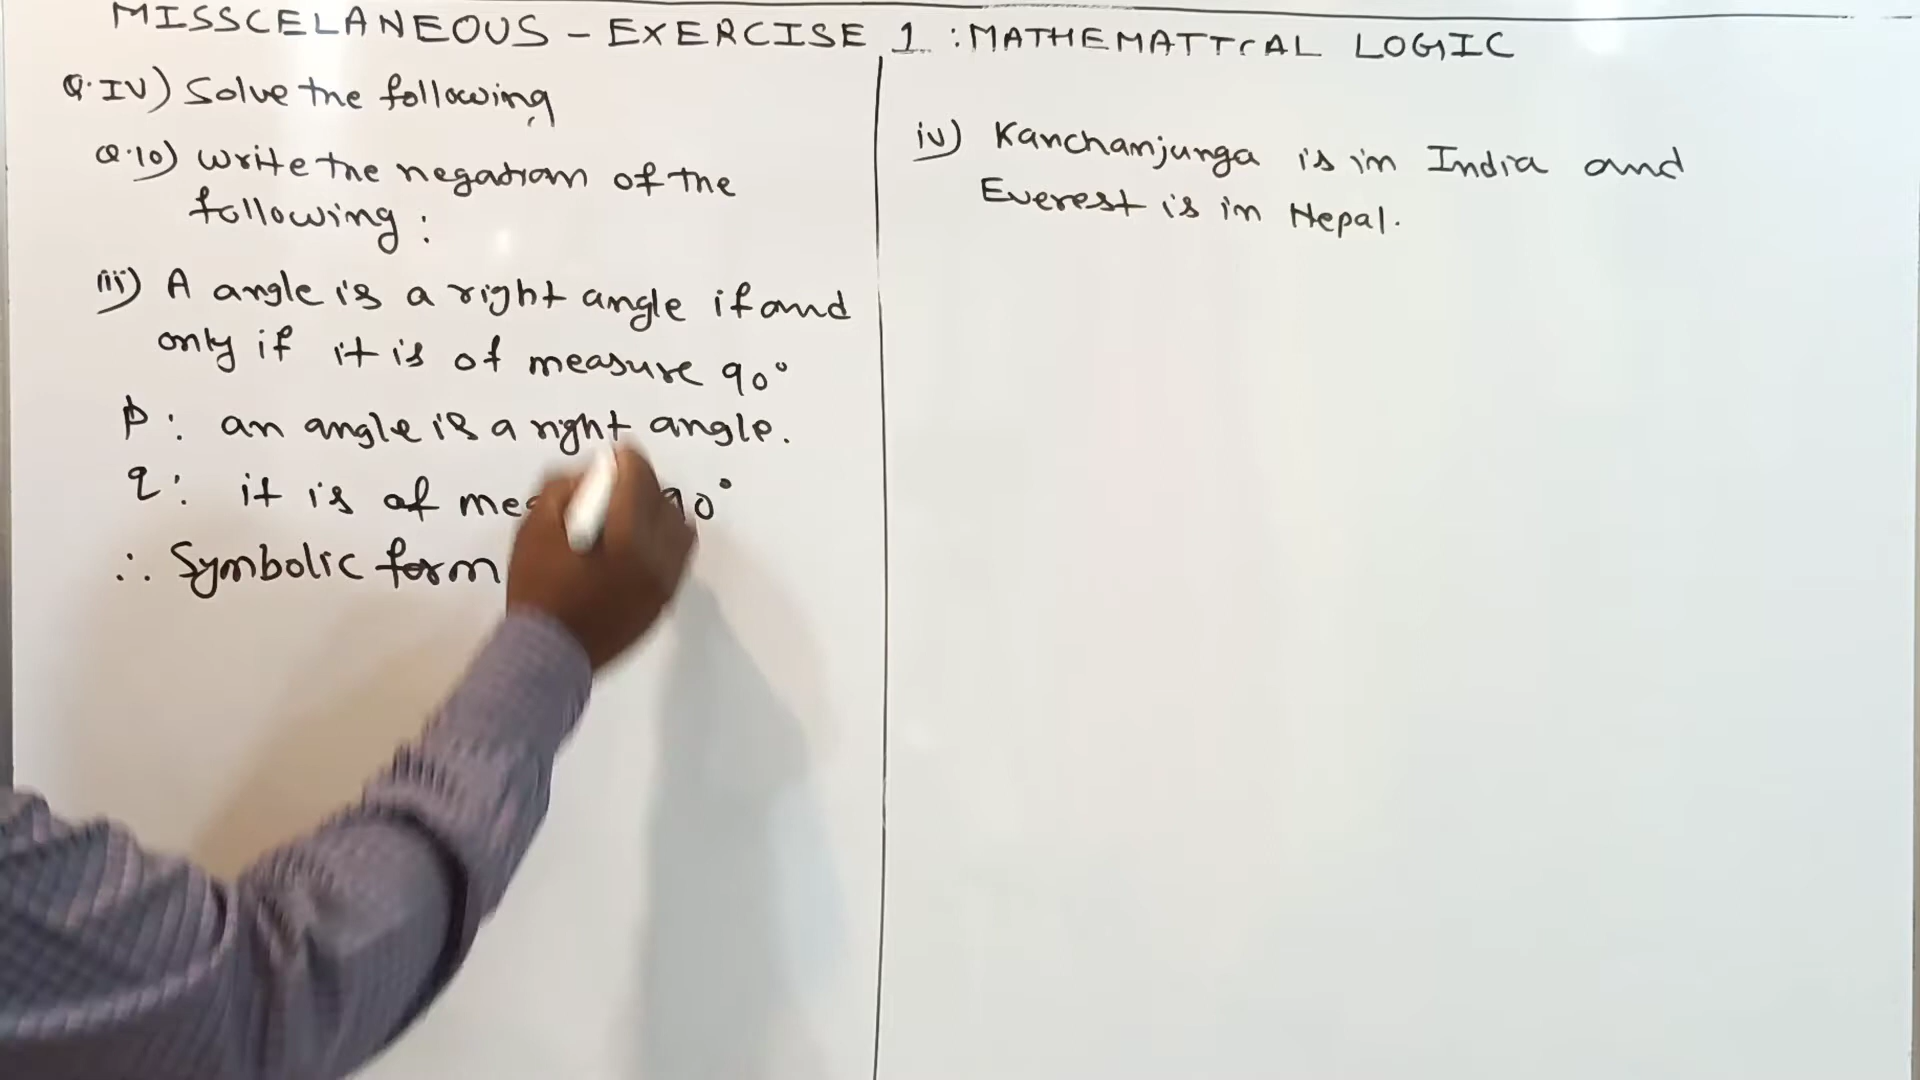 MISSCELANEOUS - EXERCISE 1 : MATHEMATICAL LOGIC
Q.IV) Solve the following
Q.10) Write the negation of the
following :
iii) A angle is a right angle if and
only if it is of measure 90°
p : an angle is a right angle.
q : it is of 90°
∴ Symbolic form
iv) Kanchanjunga is in India and
Everest is in Nepal.